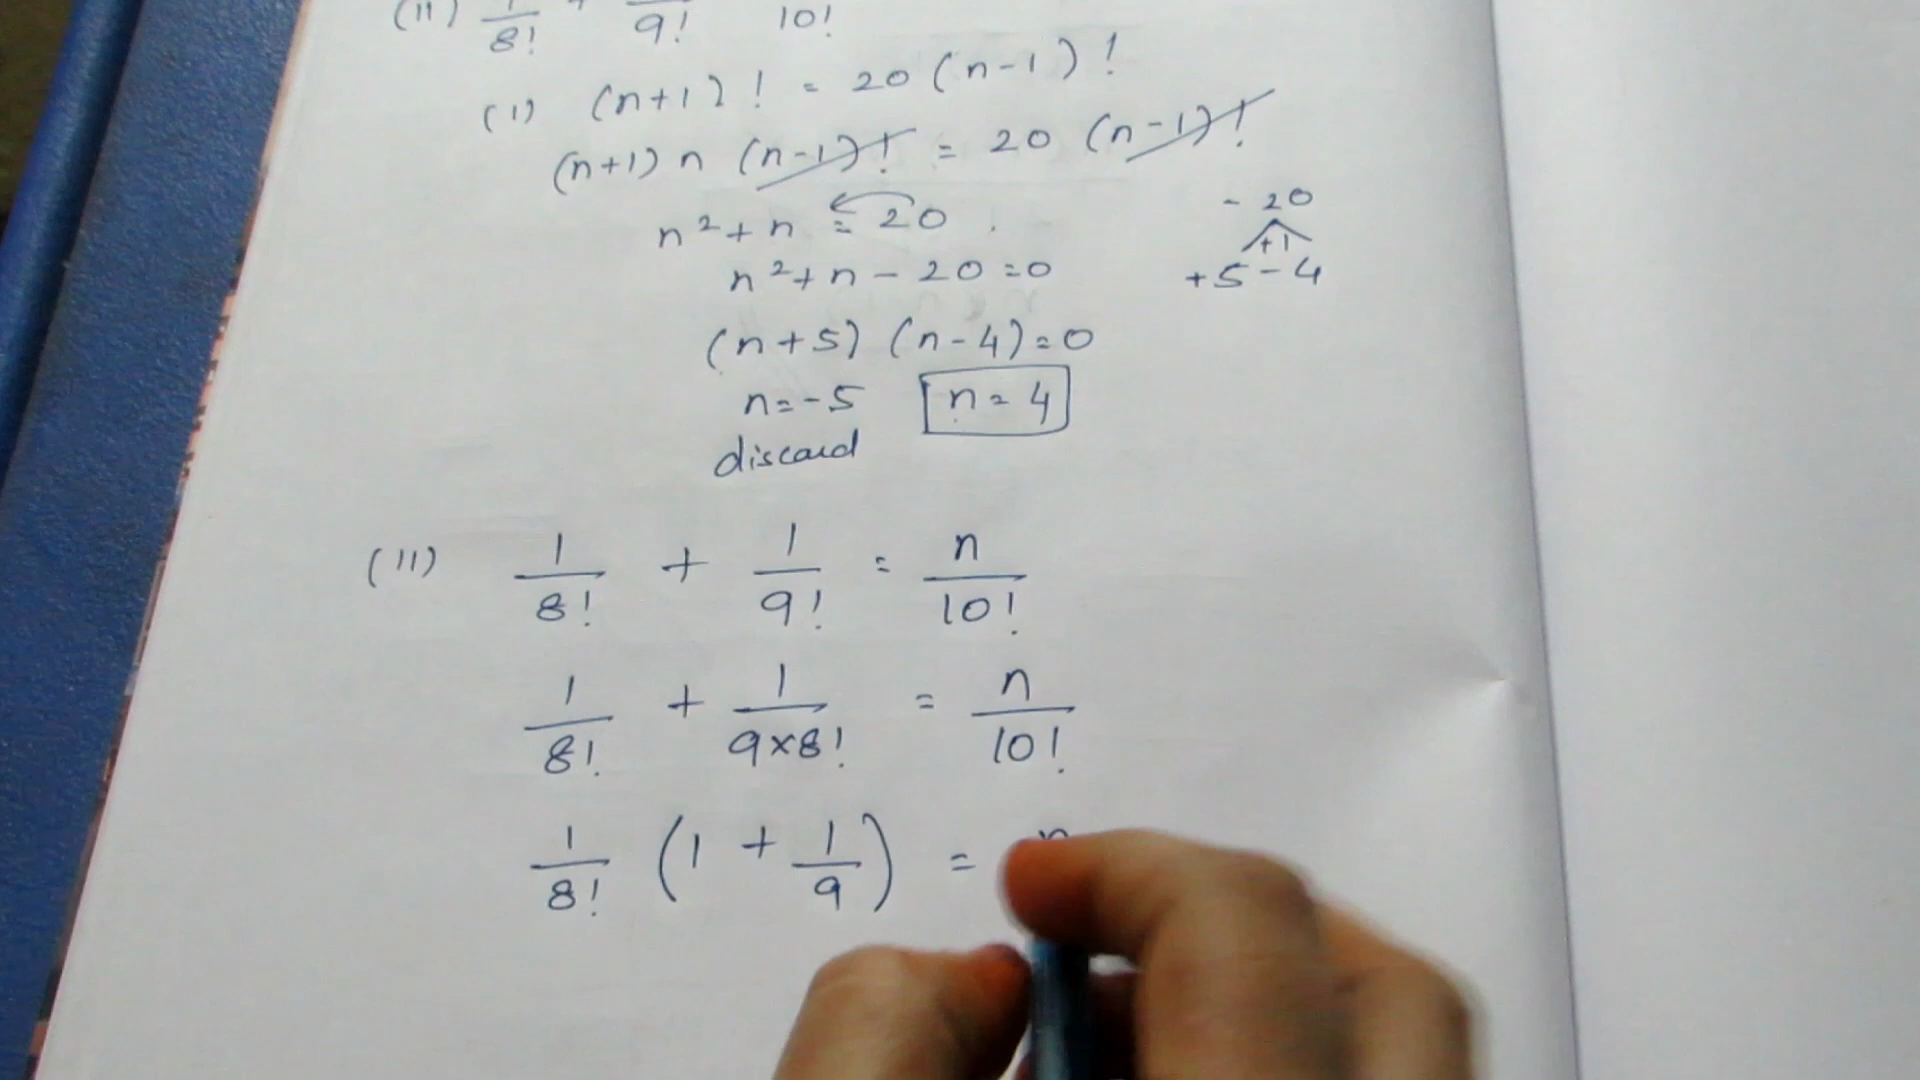 (II) 1/8! + /9! 10!
(I) (n+1)! = 20(n-1)!
(n+1) n (n-1)! = 20 (n-1)!
n² + n = 20
- 20
+1
n² + n - 20 = 0
+5 - 4
(n+5) (n-4) = 0
n = -5 n = 4
discard
(II) 1/8! + 1/9! = n/10!
1/8! + 1/9×8! = n/10!
1/8! (1 + 1/9) = n